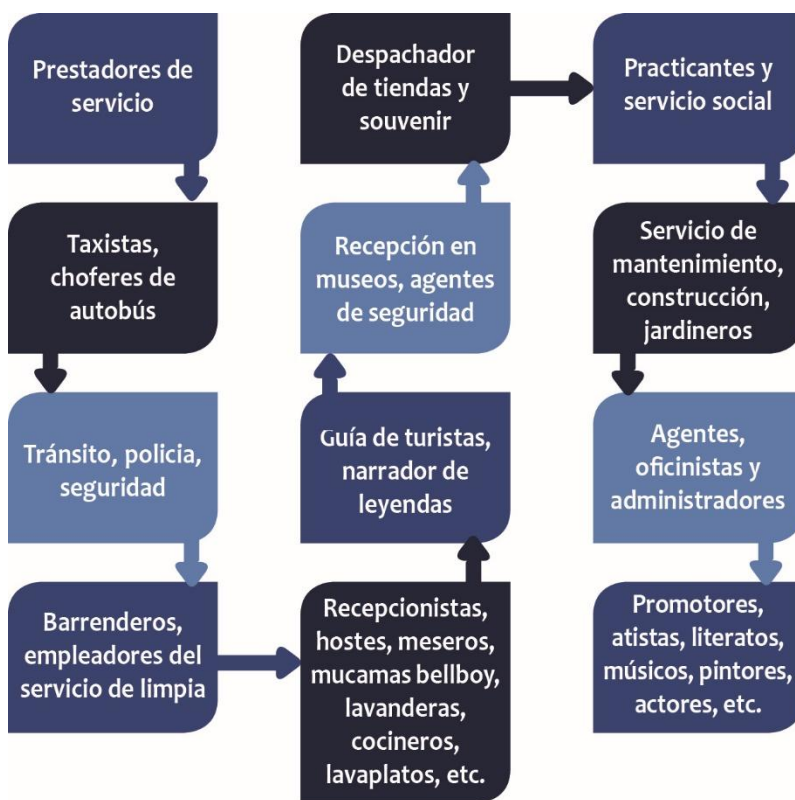 Prestadores de
servicio
Taxistas,
choferes de
autobús
Tránsito, policia,
seguridad
Barrenderos,
empleadores del
servicio de limpia
Recepcionistas,
hostes, meseros,
mucamas bellboy,
lavanderas,
cocineros,
lavaplatos, etc.
Guía de turistas,
narrador de
leyendas
Recepción en
museos, agentes
de seguridad
Despachador
de tiendas y
souvenir
Practicantes y
servicio social
Servicio de
mantenimiento,
construcción,
jardineros
Agentes,
oficinistas y
administradores
Promotores,
atistas, literatos,
músicos, pintores,
actores, etc.